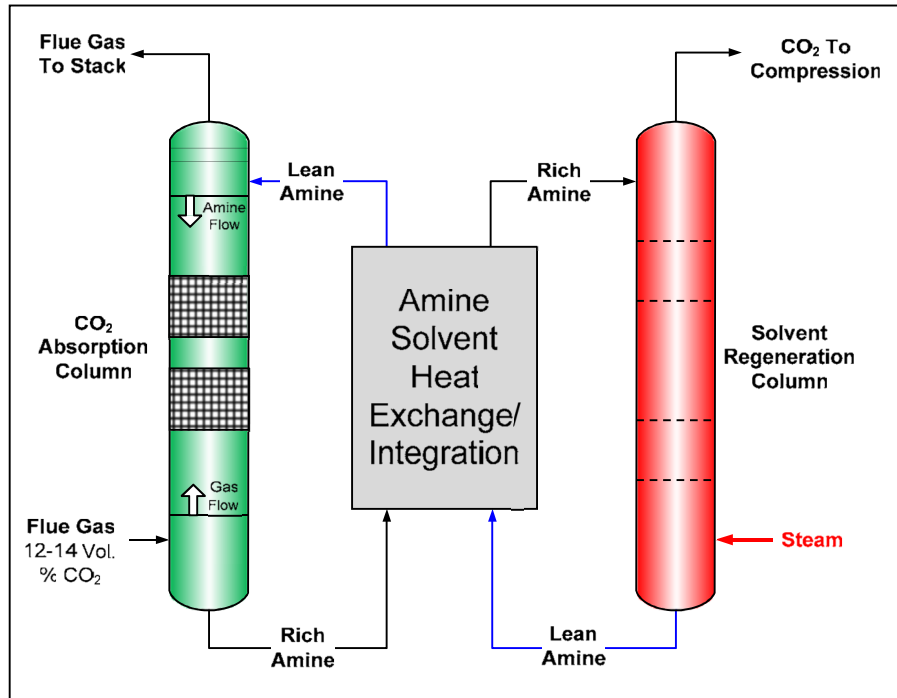 Flue Gas
To Stack
CO₂ To
Compression
Lean
Amine
Rich
Amine
Amine
Flow
Amine
Solvent
Heat
Exchange/
Integration
CO₂
Absorption
Column
Solvent
Regeneration
Column
Gas
Flow
Flue Gas
12-14 Vol.
% CO₂
Steam
Rich
Amine
Lean
Amine